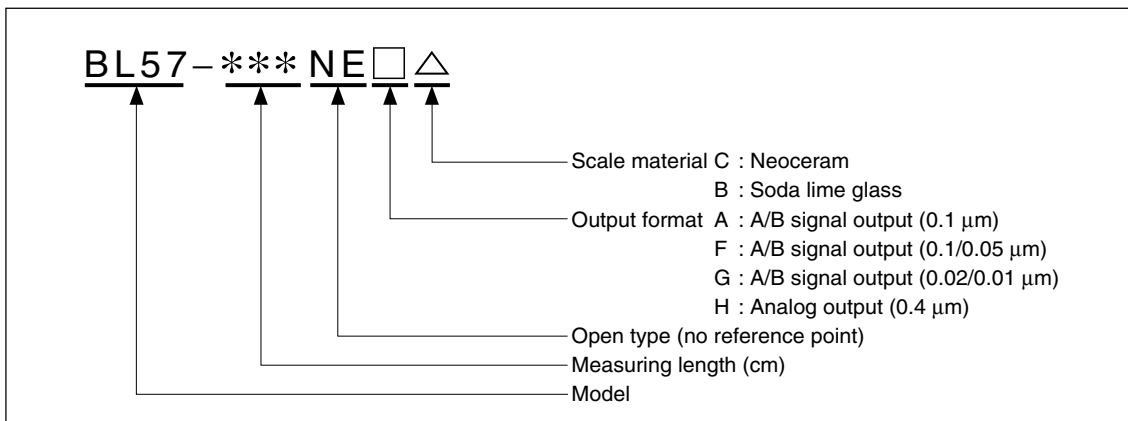 BL57–***NE□△
Scale material C : Neoceram
B : Soda lime glass
Output format A : A/B signal output (0.1 μm)
F : A/B signal output (0.1/0.05 μm)
G : A/B signal output (0.02/0.01 μm)
H : Analog output (0.4 μm)
Open type (no reference point)
Measuring length (cm)
Model